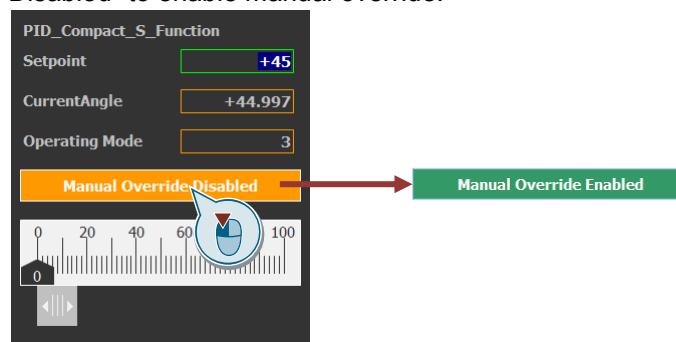 Disabled" to enable manual override.
PID_Compact_S_Function
Setpoint +45
CurrentAngle +44.997
Operating Mode 3
Manual Override Disabled Manual Override Enabled
0 20 40 60 100
0